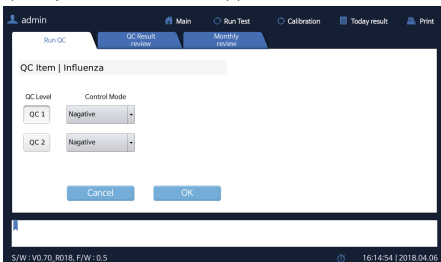 admin
Main
Run Test
Calibration
Today result
Print
Run QC
QC Result
review
Monthly
review
QC Item | Influenza
QC Level
Control Mode
QC 1
Nagative
QC 2
Nagative
Cancel
OK
S/W : V0.70_R018, F/W : 0.5
16:14:54 | 2018.04.06